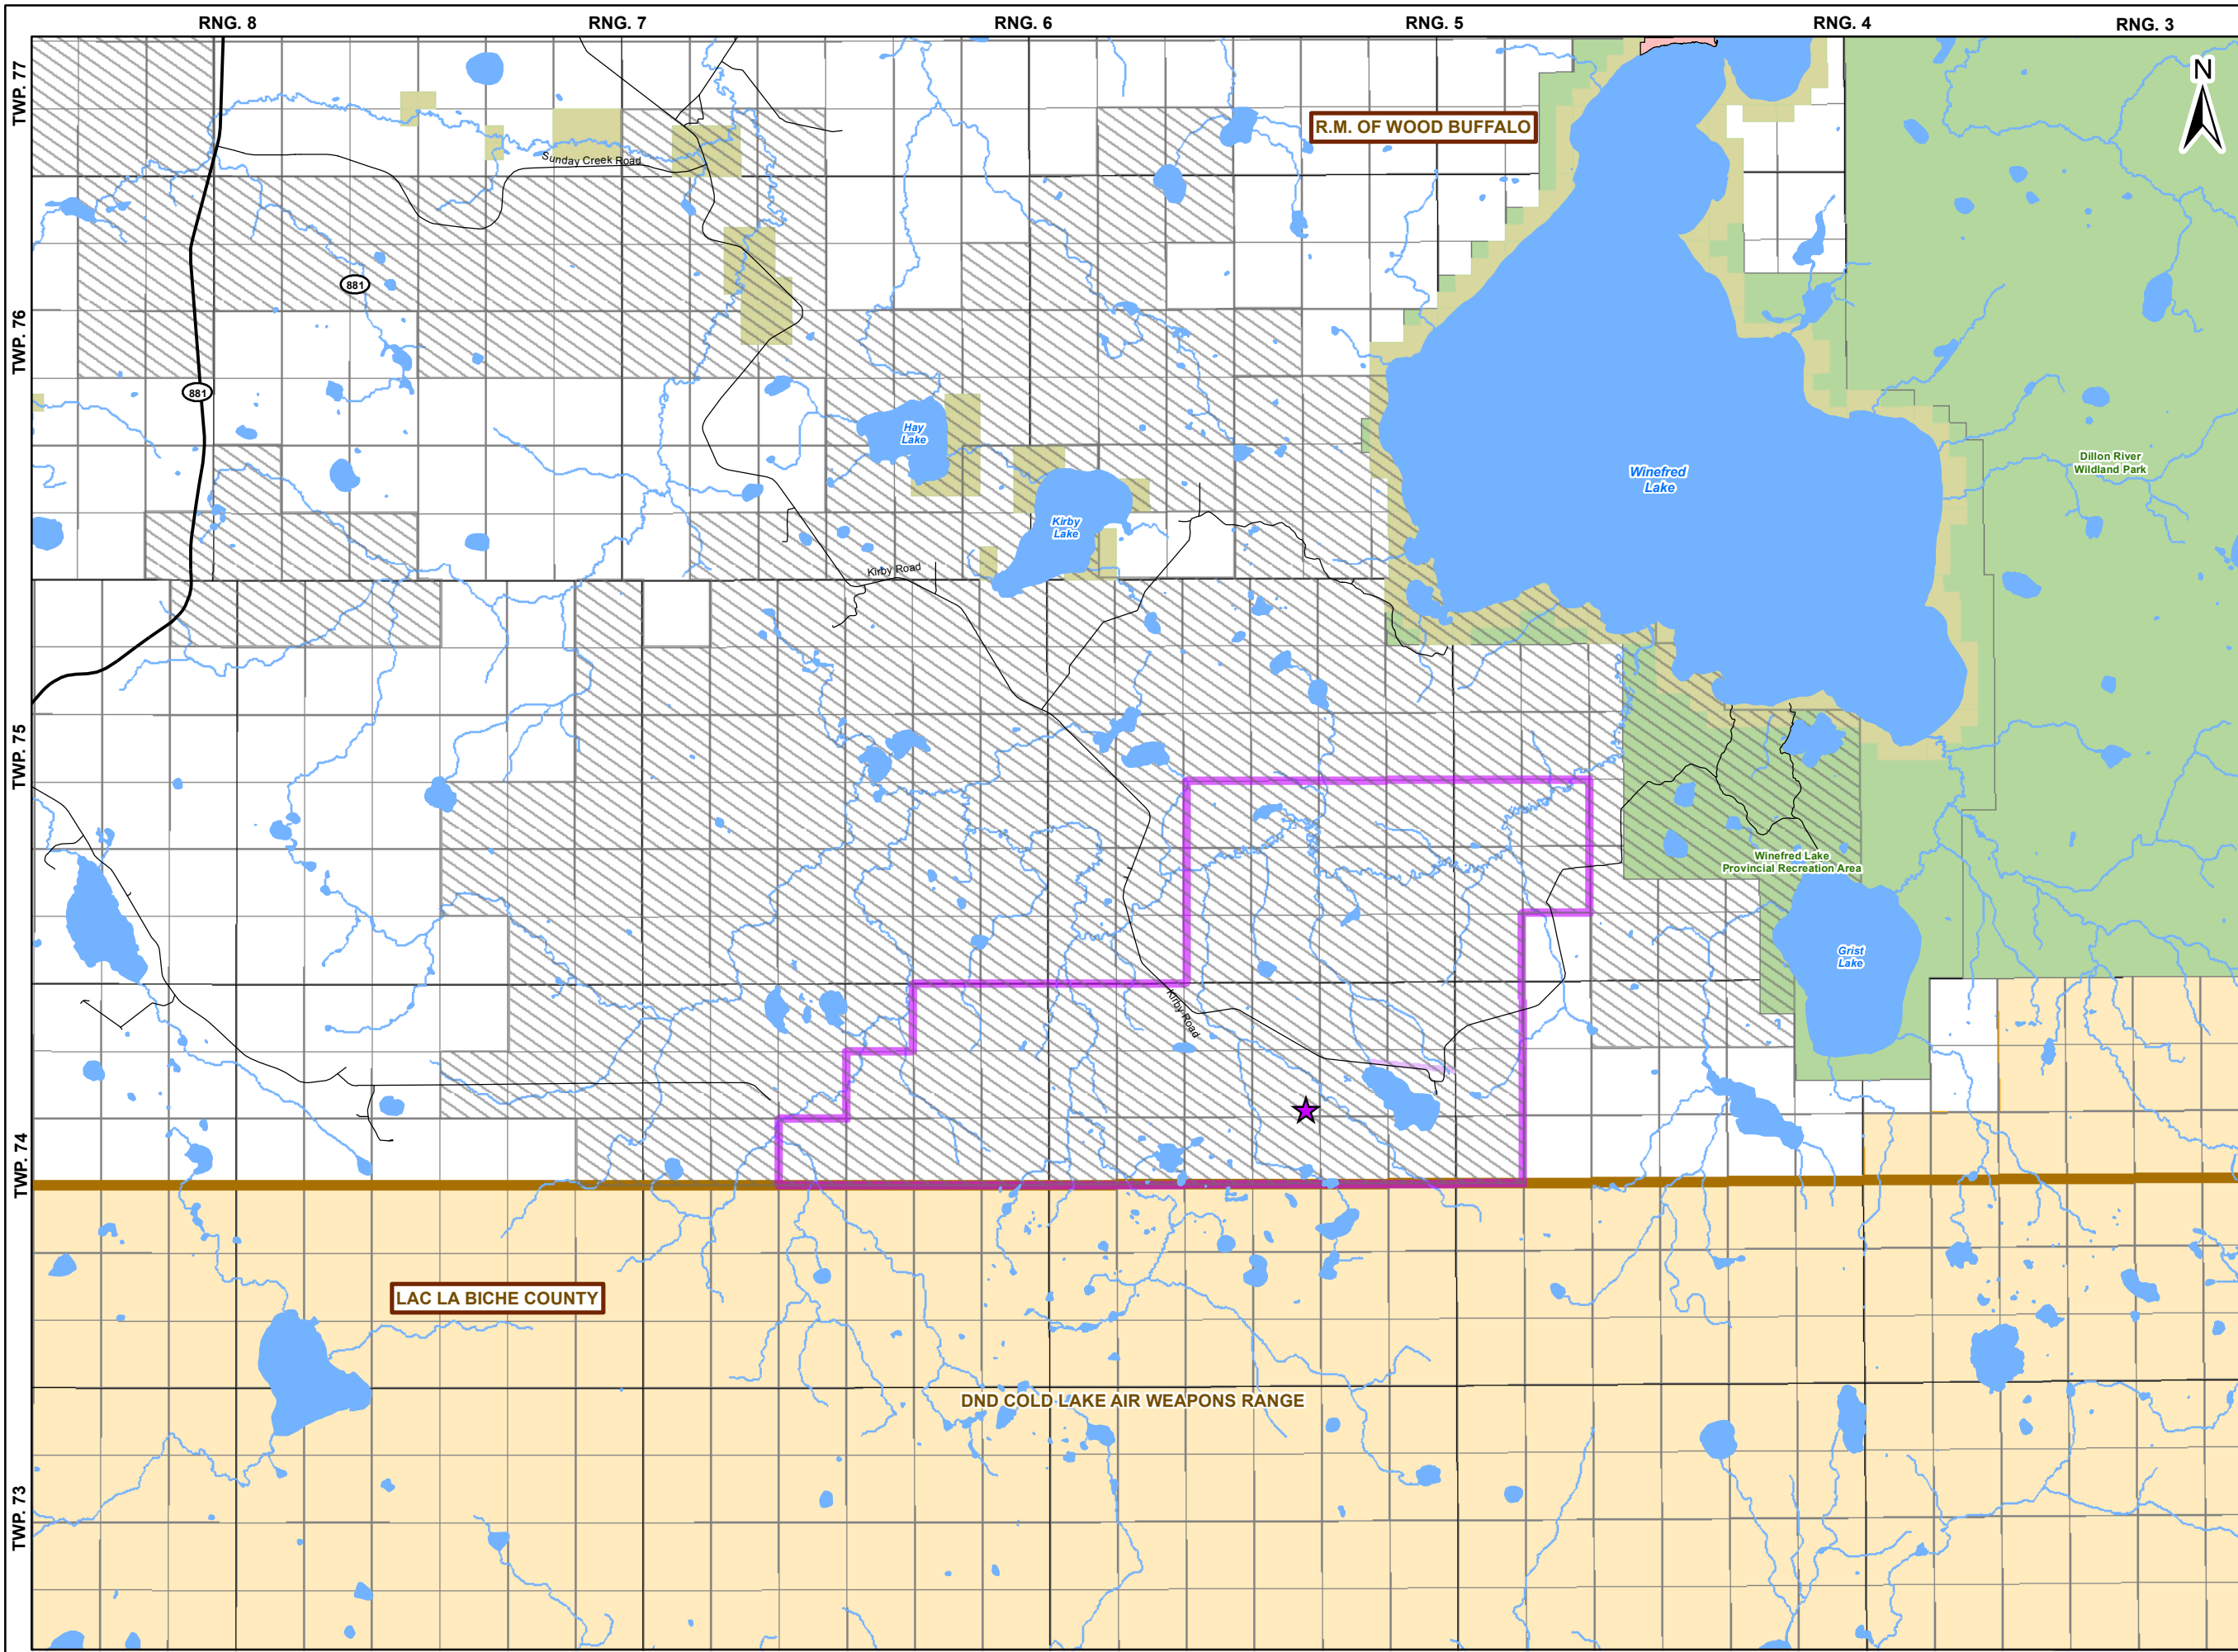 RNG. 8
RNG. 7
RNG. 6
RNG. 5
RNG. 4
RNG. 3
TWP. 77
N
R.M. OF WOOD BUFFALO
Sunday Creek Road
881
TWP. 76
881
Hay
Lake
Winefred
Lake
Dillon River
Wildland Park
Kirby
Lake
Kirby Road
TWP. 75
Winefred Lake
Provincial Recreation Area
Grist
Lake
Kirby Road
TWP. 74
LAC LA BICHE COUNTY
DND COLD LAKE AIR WEAPONS RANGE
TWP. 73